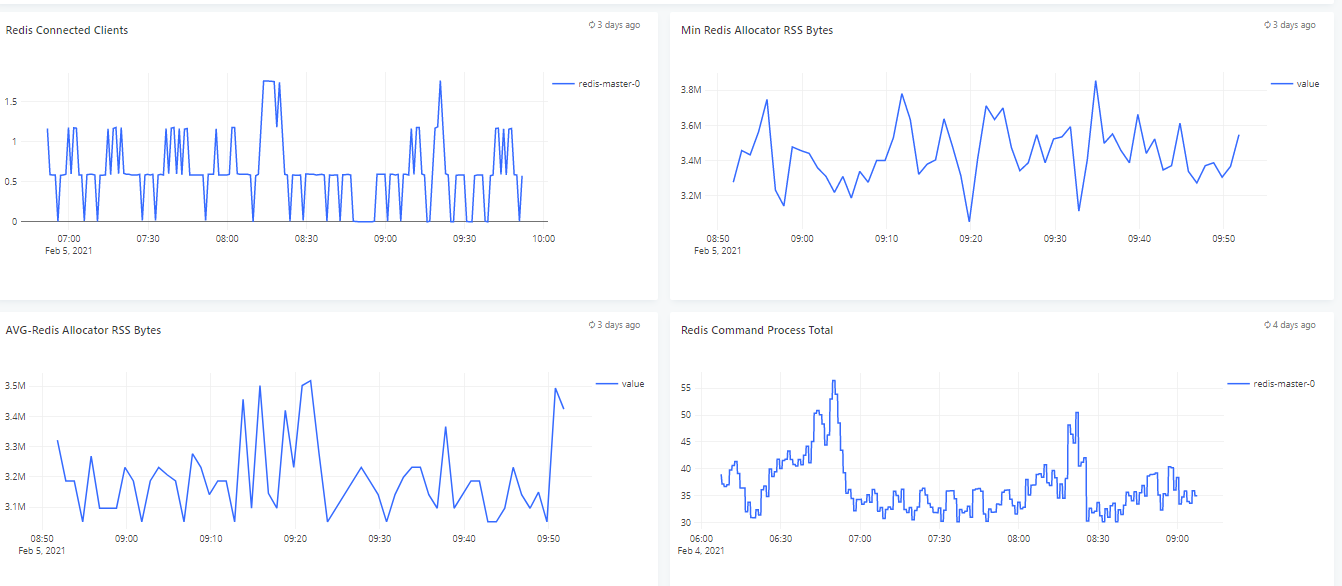 Redis Connected Clients
3 days ago
redis-master-0
1.5
1
0.5
0
07:00 07:30 08:00 08:30 09:00 09:30 10:00
Feb 5, 2021
Min Redis Allocator RSS Bytes
3 days ago
value
3.8M
3.6M
3.4M
3.2M
08:50 09:00 09:10 09:20 09:30 09:40 09:50
Feb 5, 2021
AVG-Redis Allocator RSS Bytes
3 days ago
value
3.5M
3.4M
3.3M
3.2M
3.1M
08:50 09:00 09:10 09:20 09:30 09:40 09:50
Feb 5, 2021
Redis Command Process Total
4 days ago
redis-master-0
55
50
45
40
35
30
06:00 06:30 07:00 07:30 08:00 08:30 09:00
Feb 4, 2021